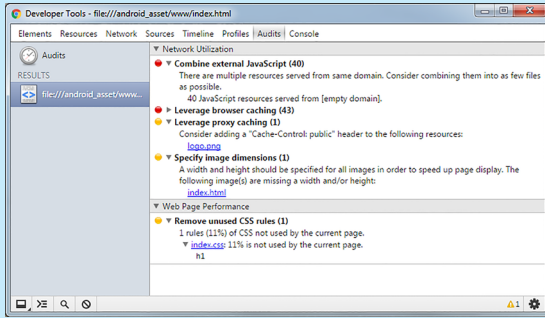 Developer Tools - file:///android_asset/www/index.html
Elements Resources Network Sources Timeline Profiles Audits Console
Audits
RESULTS
file:///android_asset/www...
Network Utilization
Combine external JavaScript (40)
There are multiple resources served from same domain. Consider combining them into as few files
as possible.
40 JavaScript resources served from [empty domain].
Leverage browser caching (43)
Leverage proxy caching (1)
Consider adding a "Cache-Control: public" header to the following resources:
logo.png
Specify image dimensions (1)
A width and height should be specified for all images in order to speed up page display. The
following image(s) are missing a width and/or height:
index.html
Web Page Performance
Remove unused CSS rules (1)
1 rules (11%) of CSS not used by the current page.
index.css: 11% is not used by the current page.
h1
1